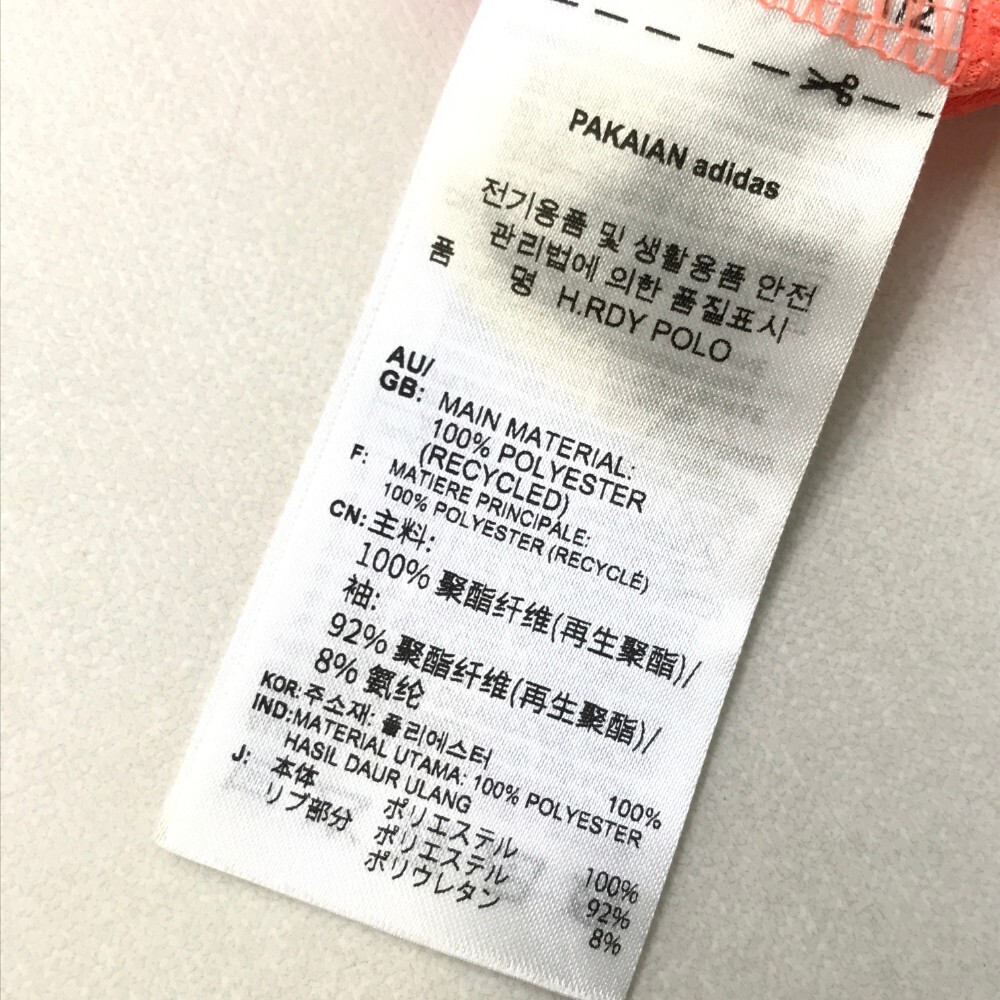 1/2
PAKAIAN adidas
전기용품 및 생활용품 안전
관리법에 의한 품질표시
품 명 H.RDY POLO
AU/
GB: MAIN MATERIAL:
100% POLYESTER
(RECYCLED)
F: MATIERE PRINCIPALE:
100% POLYESTER (RECYCLÉ)
CN: 主料:
100% 聚酯纤维(再生聚酯)/
袖:
92% 聚酯纤维(再生聚酯)/
8% 氨纶
KOR: 주소재: 폴리에스터 100%
IND: MATERIAL UTAMA: 100% POLYESTER
HASIL DAUR ULANG
J: 本体 ポリエステル 100%
リブ部分 ポリエステル 92%
ポリウレタン 8%